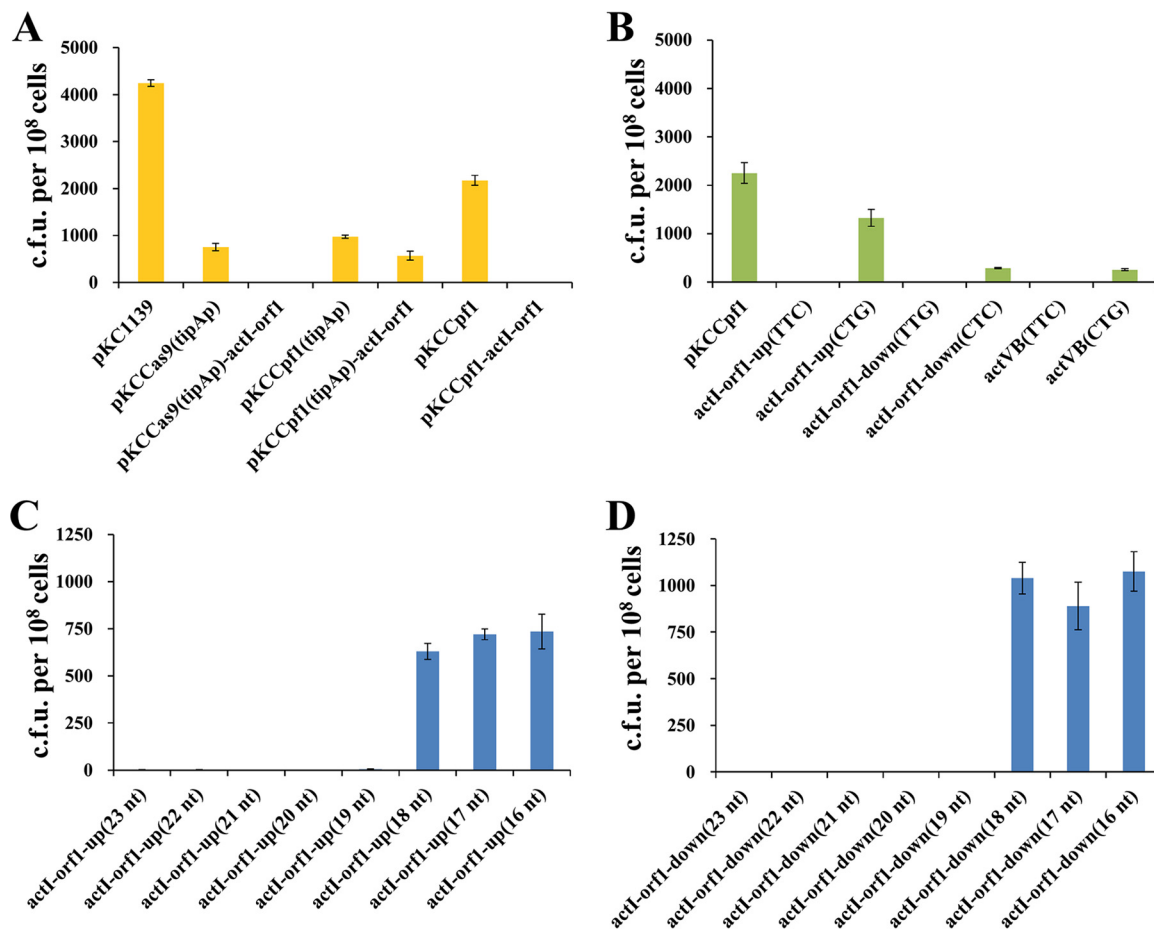 A
c.f.u. per 10⁸ cells
5000
4000
3000
2000
1000
0
pKC1139
pKCCas9(tipAp)
pKCCas9(tipAp)-actI-orf1
pKCCpf1(tipAp)
pKCCpf1(tipAp)-actI-orf1
pKCCpf1
pKCCpf1-actI-orf1
B
c.f.u. per 10⁸ cells
5000
4000
3000
2000
1000
0
pKCCpf1
actI-orf1-up(TTC)
actI-orf1-up(CTG)
actI-orf1-down(TTG)
actI-orf1-down(CTC)
actVB(TTC)
actVB(CTG)
C
c.f.u. per 10⁸ cells
1250
1000
750
500
250
0
actI-orf1-up(23 nt)
actI-orf1-up(22 nt)
actI-orf1-up(21 nt)
actI-orf1-up(20 nt)
actI-orf1-up(19 nt)
actI-orf1-up(18 nt)
actI-orf1-up(17 nt)
actI-orf1-up(16 nt)
D
c.f.u. per 10⁸ cells
1250
1000
750
500
250
0
actI-orf1-down(23 nt)
actI-orf1-down(22 nt)
actI-orf1-down(21 nt)
actI-orf1-down(20 nt)
actI-orf1-down(19 nt)
actI-orf1-down(18 nt)
actI-orf1-down(17 nt)
actI-orf1-down(16 nt)